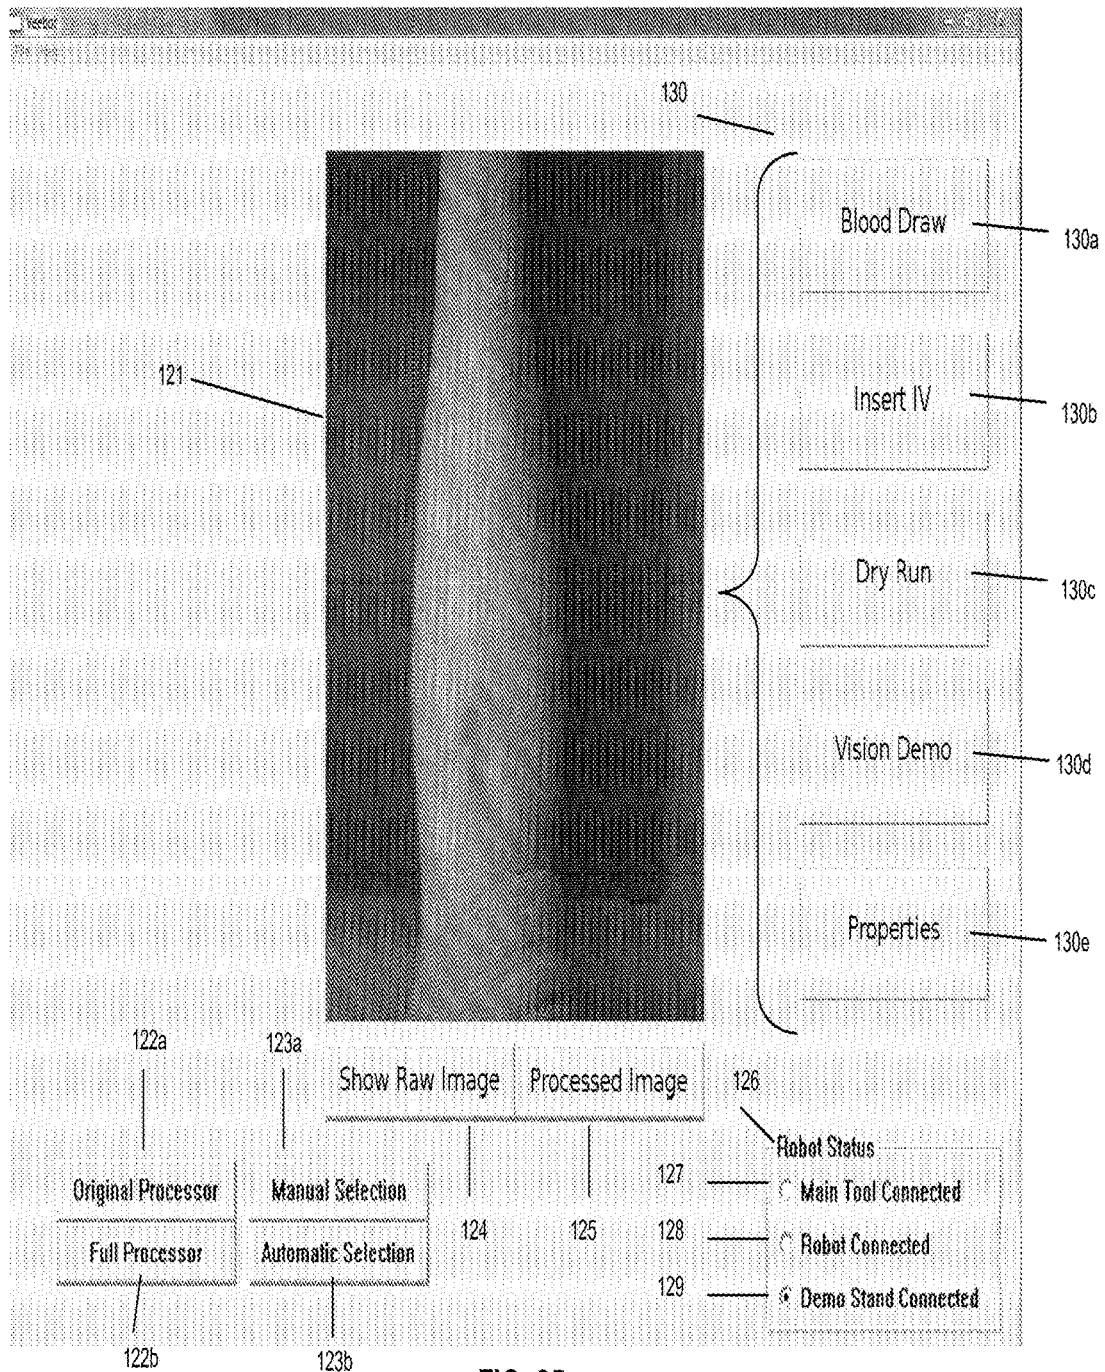 Veebot
130
Blood Draw
130a
121
Insert IV
130b
Dry Run
130c
Vision Demo
130d
Properties
130e
122a
123a
Show Raw Image
Processed Image
126
Robot Status
Original Processor
Manual Selection
127
Main Tool Connected
124
125
128
Robot Connected
Full Processor
Automatic Selection
129
Demo Stand Connected
122b
123b